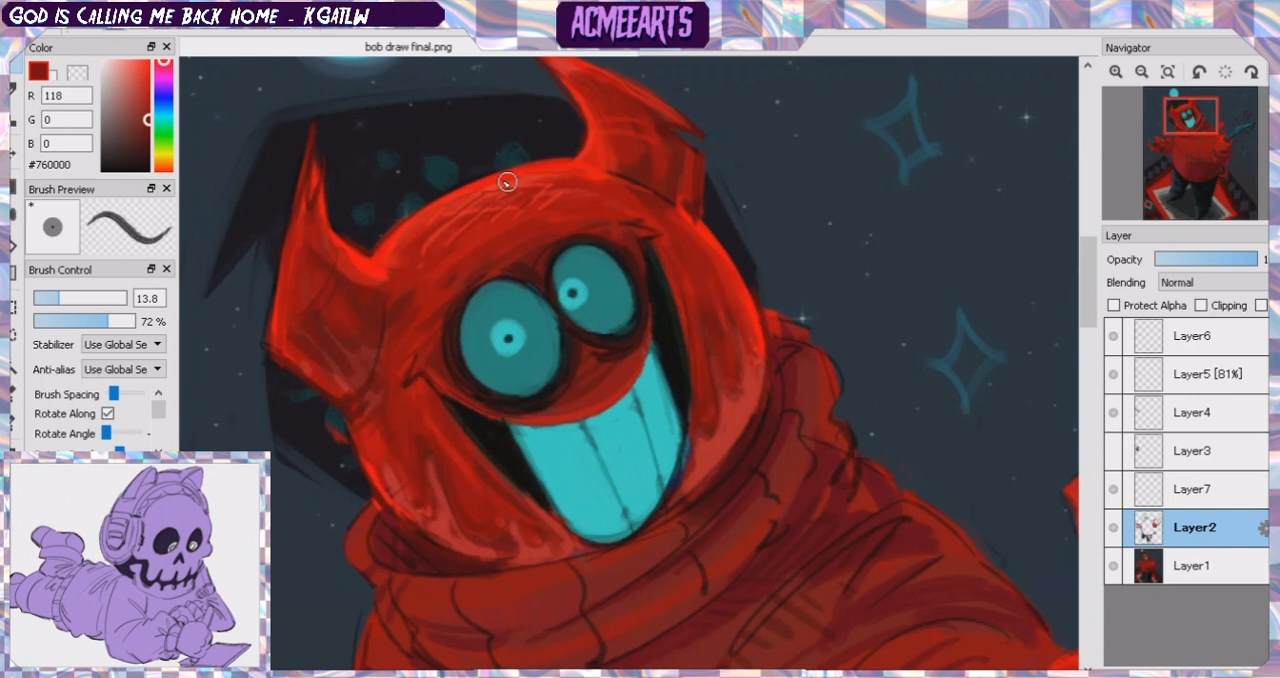 GOD IS CALLING ME BACK HOME - KGATLW
ACMEEARTS
bob draw final.png
Color
R 118
G 0
B 0
#760000
Brush Preview
*
Brush Control
13.8
72 %
Stabilizer Use Global Se
Anti-alias Use Global Se
Brush Spacing
Rotate Along
Rotate Angle -
Navigator
Layer
Opacity 1
Blending Normal
Protect Alpha Clipping
Layer6
Layer5 [81%]
Layer4
Layer3
Layer7
Layer2
Layer1